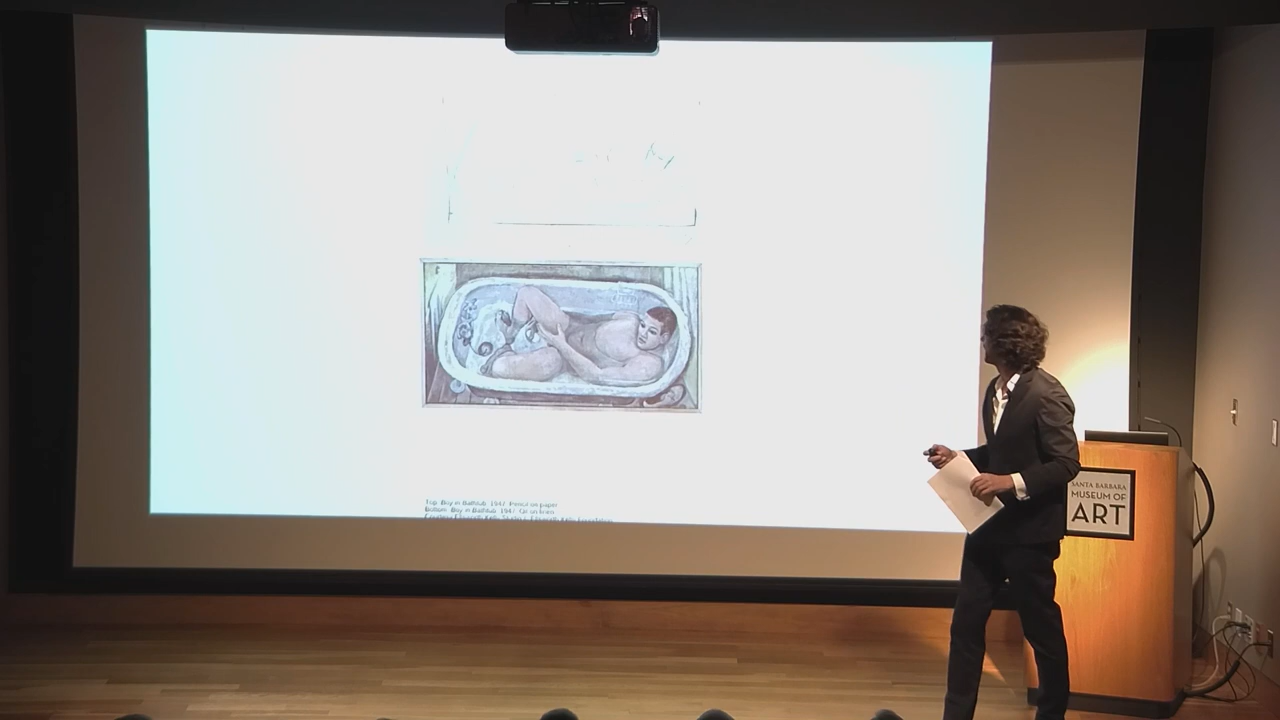 Top: Boy in Bathtub, 1947. Pencil on paper
Bottom: Boy in Bathtub, 1947. Oil on linen
SANTA BARBARA
MUSEUM OF
ART